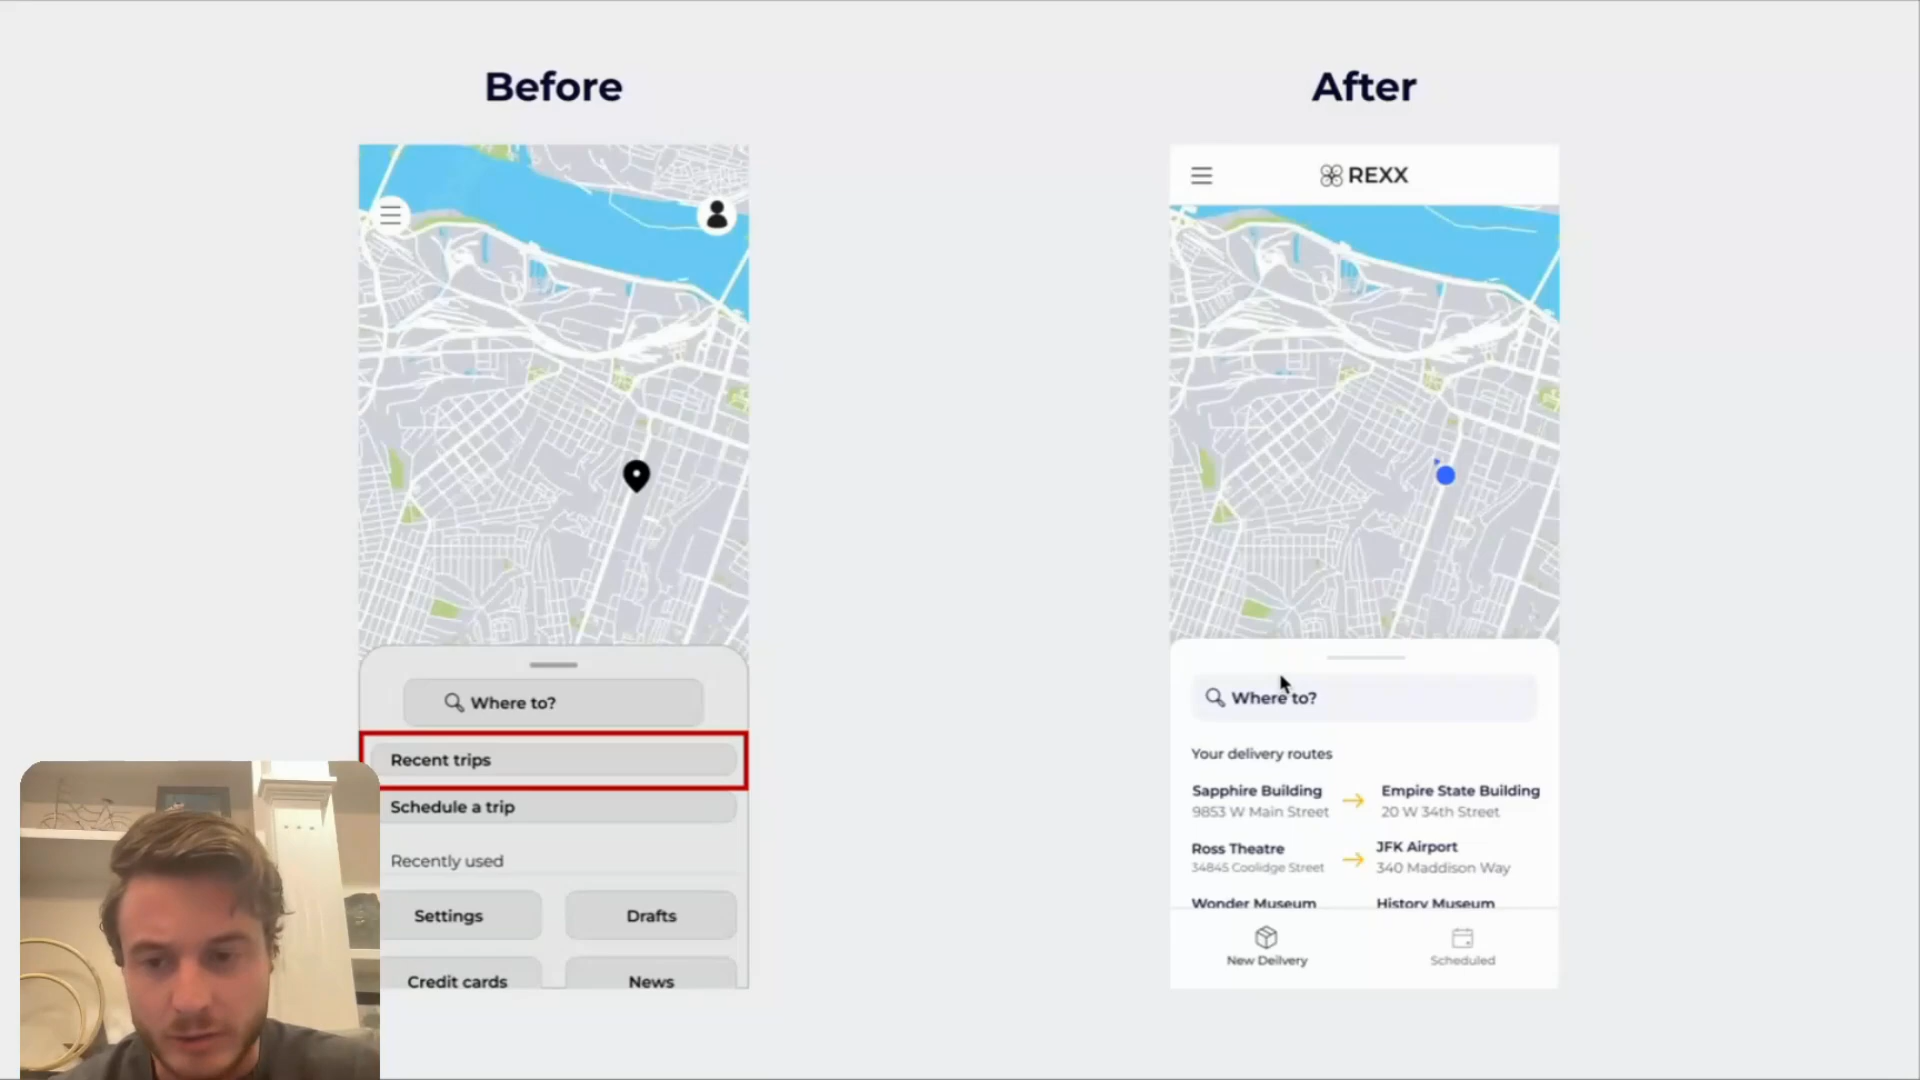 Before
Where to?
Recent trips
Schedule a trip
Recently used
Settings
Drafts
Credit cards
News
After
REXX
Where to?
Your delivery routes
Sapphire Building
9853 W Main Street
Empire State Building
20 W 34th Street
Ross Theatre
34845 Coolidge Street
JFK Airport
340 Maddison Way
Wonder Museum
History Museum
New Delivery
Scheduled